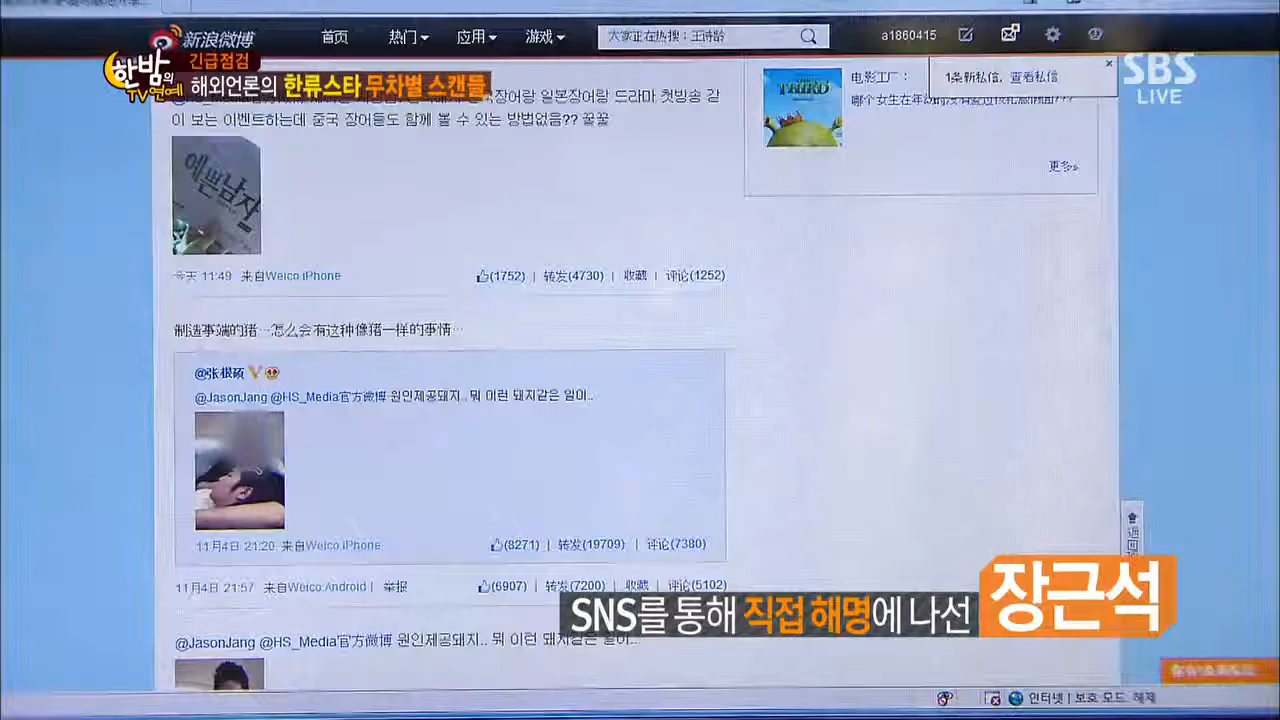 新浪微博 首页 热门 应用 游戏 大家正在热搜：王诗龄 a1860415
한밤의 TV연예
긴급점검
해외언론의 한류스타 무차별 스캔들
SBS
LIVE
장어랑 일본장어랑 드라마 첫방송 같
이 보는 이벤트하는데 중국 장어들도 함께 볼 수 있는 방법없음?? 꿀꿀
예쁜남자
THIRD
电影工厂：
1条新私信，查看私信
哪个女生在年
更多»
今天 11:49 来自Weico.iPhone (1752) | 转发(4730) | 收藏 | 评论(1252)
制造事端的猪…怎么会有这种像猪一样的事情…
@张根硕
@JasonJang @HS_Media官方微博 원인제공돼지.. 뭐 이런 돼지같은 일이..
11月4日 21:20 来自Weico.iPhone (8271) | 转发(19709) | 评论(7380)
11月4日 21:57 来自Weico.Android | 举报 (6907) | 转发(7200) | 收藏 | 评论(5102)
SNS를 통해 직접 해명에 나선 장근석
@JasonJang @HS_Media官方微博 원인제공돼지.. 뭐 이런 돼지같은 일이...
인터넷 | 보호 모드: 해제